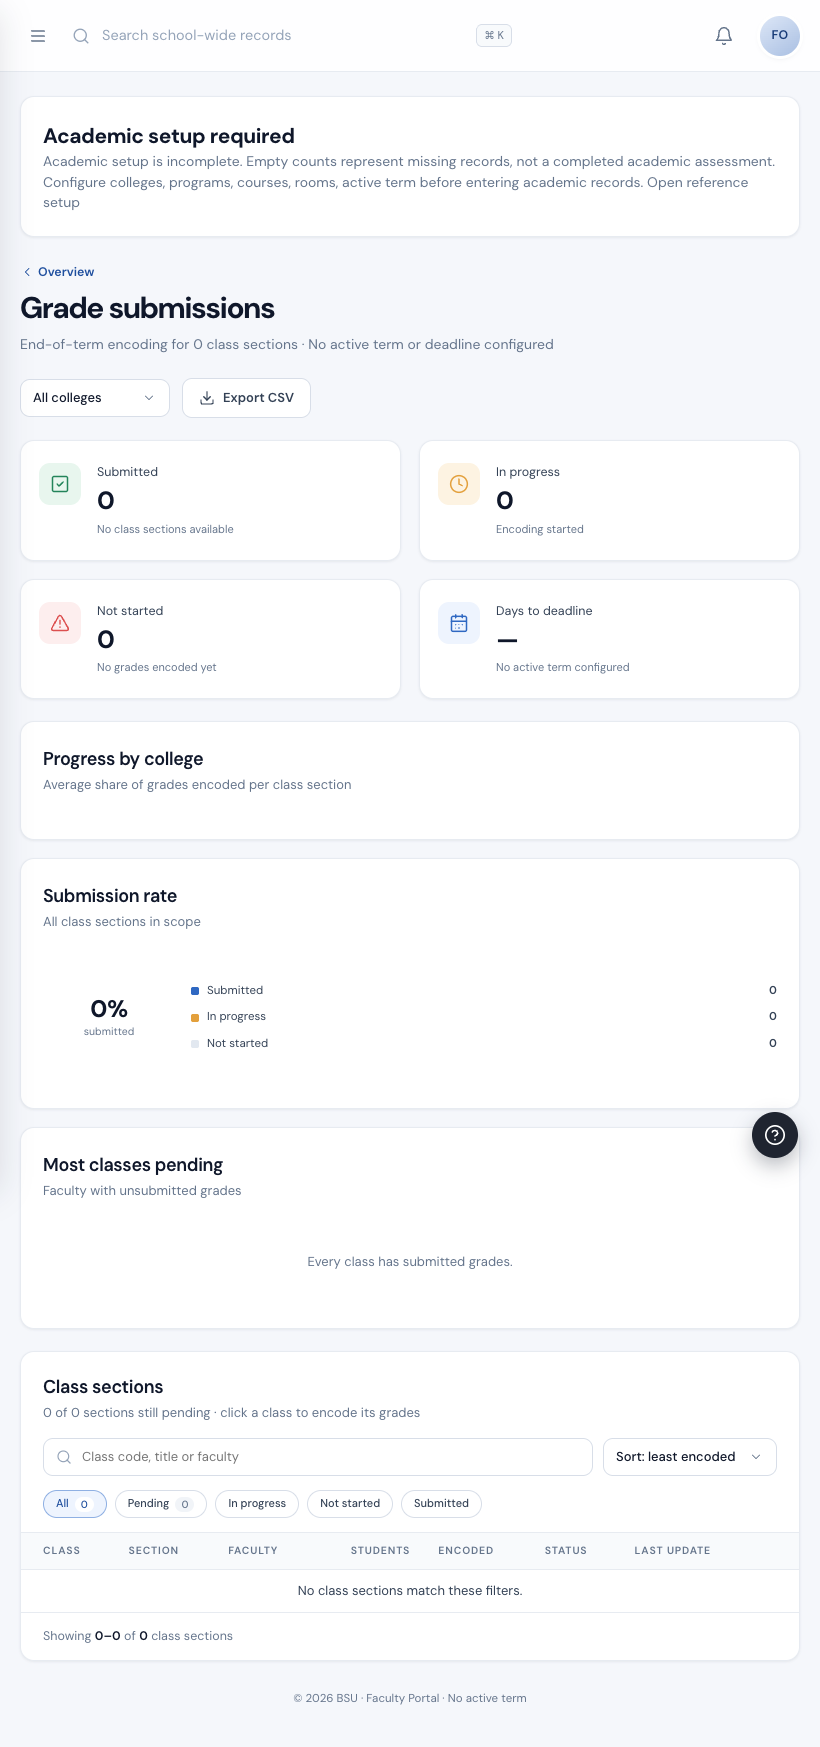 Search school-wide records
⌘ K
FO
Academic setup required
Academic setup is incomplete. Empty counts represent missing records, not a completed academic assessment.
Configure colleges, programs, courses, rooms, active term before entering academic records. Open reference
setup
Overview
Grade submissions
End-of-term encoding for 0 class sections · No active term or deadline configured
All colleges
Export CSV
Submitted
0
No class sections available
In progress
0
Encoding started
Not started
0
No grades encoded yet
Days to deadline
—
No active term configured
Progress by college
Average share of grades encoded per class section
Submission rate
All class sections in scope
0%
submitted
Submitted 0
In progress 0
Not started 0
Most classes pending
Faculty with unsubmitted grades
Every class has submitted grades.
Class sections
0 of 0 sections still pending · click a class to encode its grades
Class code, title or faculty
Sort: least encoded
All 0 Pending 0 In progress Not started Submitted
CLASS SECTION FACULTY STUDENTS ENCODED STATUS LAST UPDATE
No class sections match these filters.
Showing 0–0 of 0 class sections
© 2026 BSU · Faculty Portal · No active term